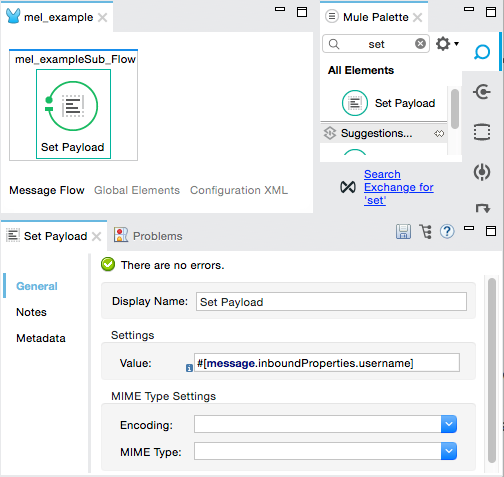 mel_example
mel_exampleSub_Flow
Set Payload
Message Flow Global Elements Configuration XML
Mule Palette
set
All Elements
Set Payload
Suggestions...
Search
Exchange for
'set'
Set Payload
Problems
There are no errors.
General
Notes
Metadata
Display Name: Set Payload
Settings
Value: #[message.inboundProperties.username]
MIME Type Settings
Encoding:
MIME Type: